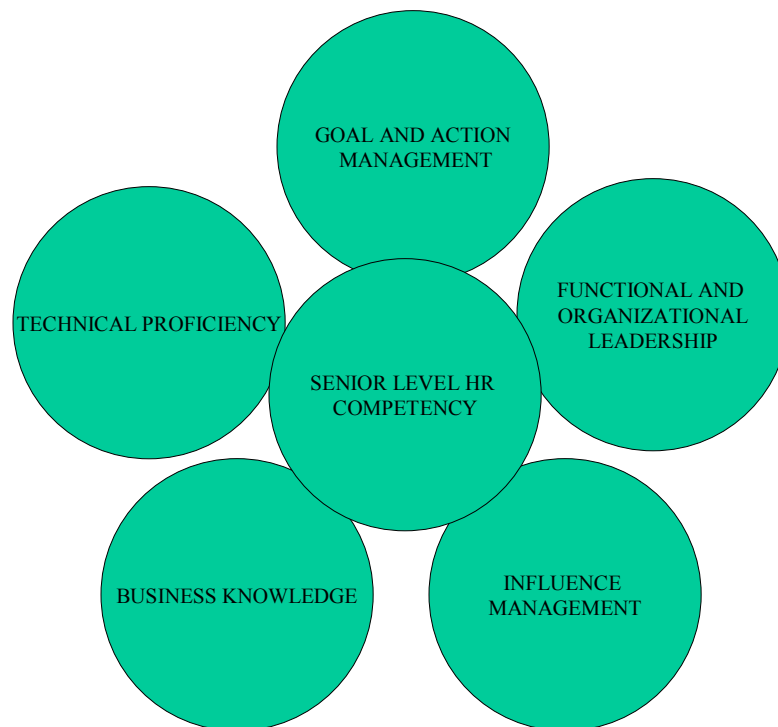 GOAL AND ACTION
MANAGEMENT
FUNCTIONAL AND
ORGANIZATIONAL
LEADERSHIP
TECHNICAL PROFICIENCY
SENIOR LEVEL HR
COMPETENCY
BUSINESS KNOWLEDGE
INFLUENCE
MANAGEMENT